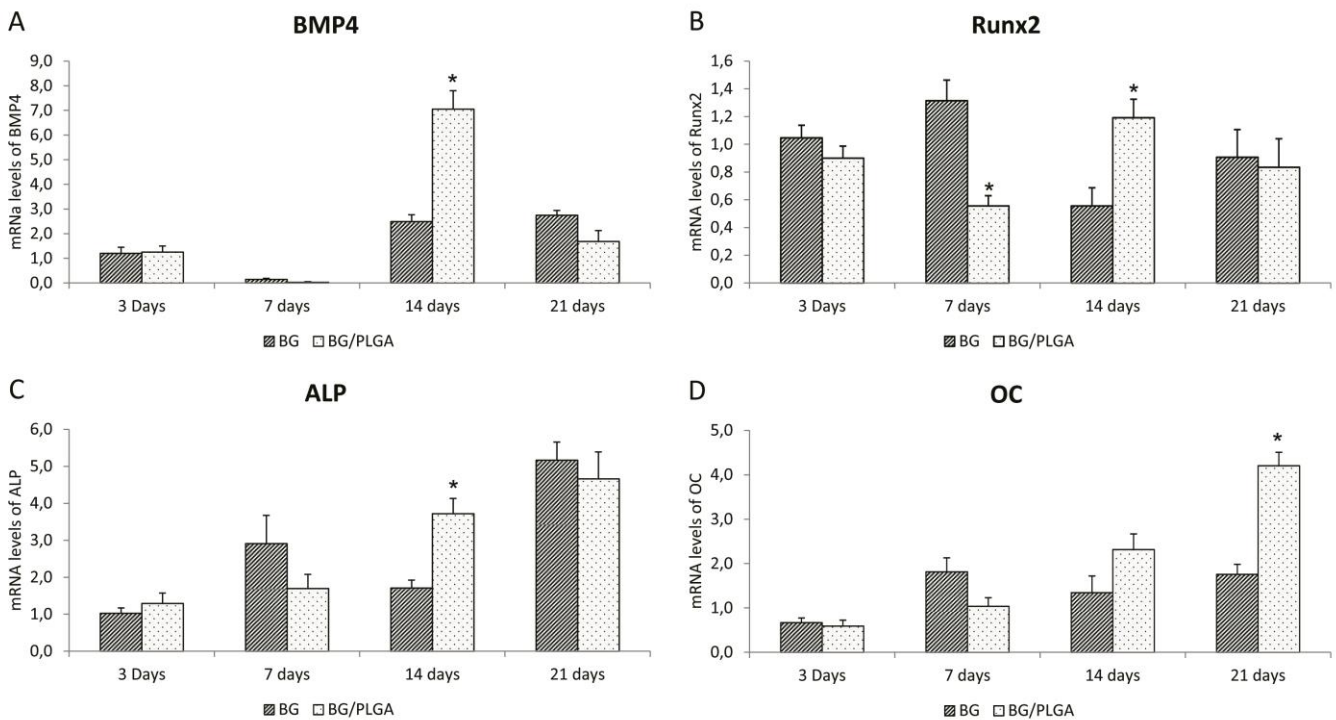 A
BMP4
mRNa levels of BMP4
9,0
8,0
7,0
6,0
5,0
4,0
3,0
2,0
1,0
0,0
*
3 Days 7 days 14 days 21 days
BG BG/PLGA
B
Runx2
mRNA levels of Runx2
1,6
1,4
1,2
1,0
0,8
0,6
0,4
0,2
0,0
* *
3 Days 7 days 14 days 21 days
BG BG/PLGA
C
ALP
mRNA levels of ALP
6,0
5,0
4,0
3,0
2,0
1,0
0,0
*
3 Days 7 days 14 days 21 days
BG BG/PLGA
D
OC
mRNA levels of OC
5,0
4,0
3,0
2,0
1,0
0,0
*
3 Days 7 days 14 days 21 days
BG BG/PLGA